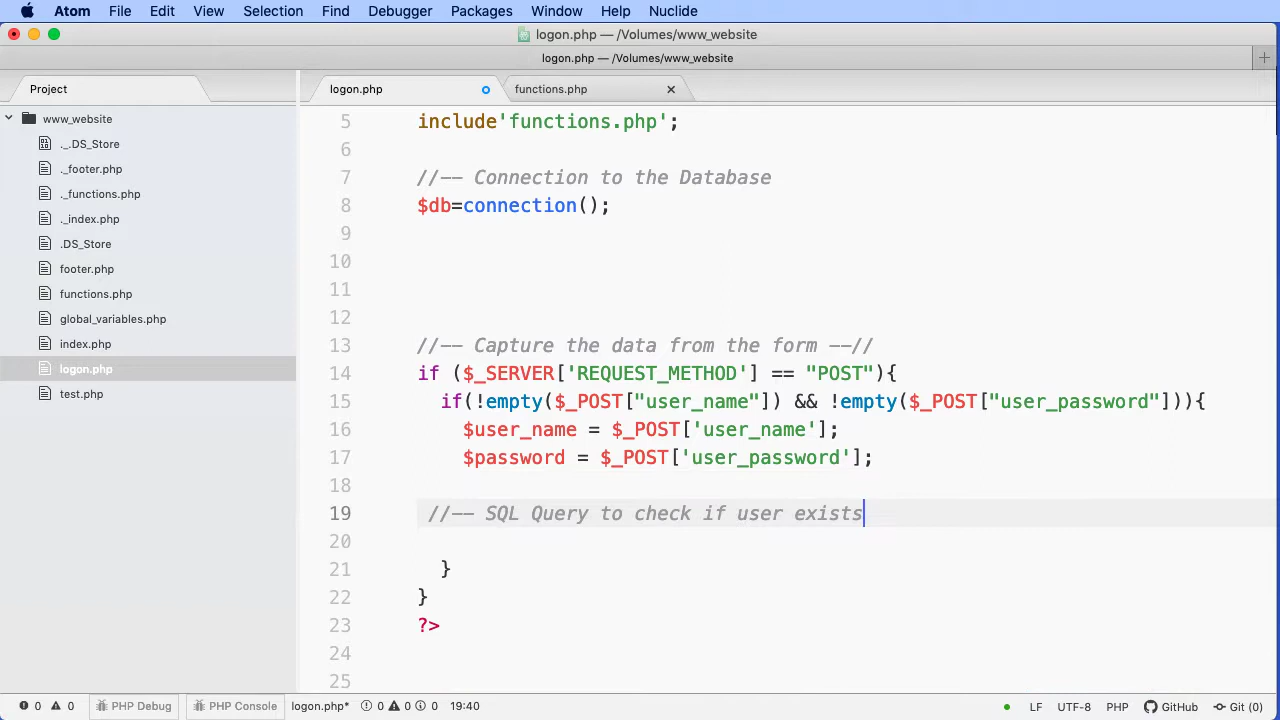 Atom File Edit View Selection Find Debugger Packages Window Help Nuclide
logon.php — /Volumes/www_website
logon.php — /Volumes/www_website
Project
logon.php
functions.php
www_website
._.DS_Store
._footer.php
._functions.php
._index.php
.DS_Store
footer.php
functions.php
global_variables.php
index.php
logon.php
test.php
5 include'functions.php';
6
7 //-- Connection to the Database
8 $db=connection();
9
10
11
12
13 //-- Capture the data from the form --//
14 if ($_SERVER['REQUEST_METHOD'] == "POST"){
15 if(!empty($_POST["user_name"]) && !empty($_POST["user_password"])){
16 $user_name = $_POST['user_name'];
17 $password = $_POST['user_password'];
18
19 //-- SQL Query to check if user exists
20
21 }
22 }
23 ?>
24
25
0 0 PHP Debug PHP Console logon.php* 0 0 0 19:40 LF UTF-8 PHP GitHub Git (0)